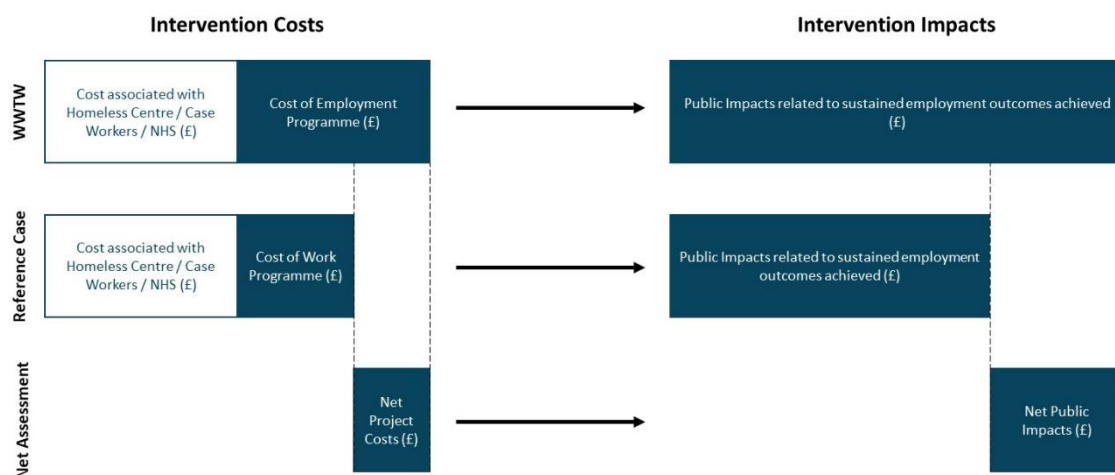 Intervention Costs
Intervention Impacts
WWTW
Cost associated with
Homeless Centre / Case
Workers / NHS (£)
Cost of Employment
Programme (£)
Public Impacts related to sustained employment outcomes achieved
(£)
Reference Case
Cost associated with
Homeless Centre / Case
Workers / NHS (£)
Cost of Work
Programme (£)
Public Impacts related to sustained employment
outcomes achieved (£)
Net Assessment
Net
Project
Costs (£)
Net Public
Impacts (£)